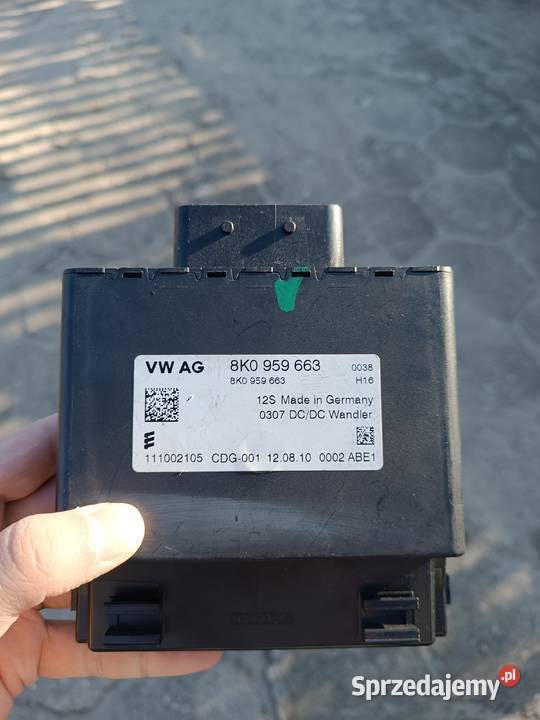 VW AG 8K0 959 663 0038
8K0 959 663 H16
12S Made in Germany
0307 DC/DC Wandler
111002105 CDG-001 12.08.10 0002 ABE1
Sprzedajemy.pl